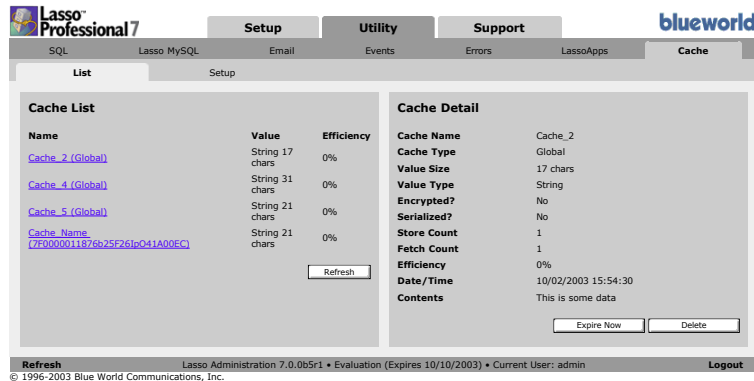 Lasso™
Professional 7
Setup Utility Support
blueworld
SQL Lasso MySQL Email Events Errors LassoApps Cache
List Setup
Cache List
Name Value Efficiency
Cache_2 (Global) String 17 chars 0%
Cache_4 (Global) String 31 chars 0%
Cache_5 (Global) String 21 chars 0%
Cache_Name_
(7F0000011876b25F26IpO41A00EC) String 21 chars 0%
Refresh
Cache Detail
Cache Name Cache_2
Cache Type Global
Value Size 17 chars
Value Type String
Encrypted? No
Serialized? No
Store Count 1
Fetch Count 1
Efficiency 0%
Date/Time 10/02/2003 15:54:30
Contents This is some data
Expire Now Delete
Refresh Lasso Administration 7.0.0b5r1 • Evaluation (Expires 10/10/2003) • Current User: admin Logout
© 1996-2003 Blue World Communications, Inc.